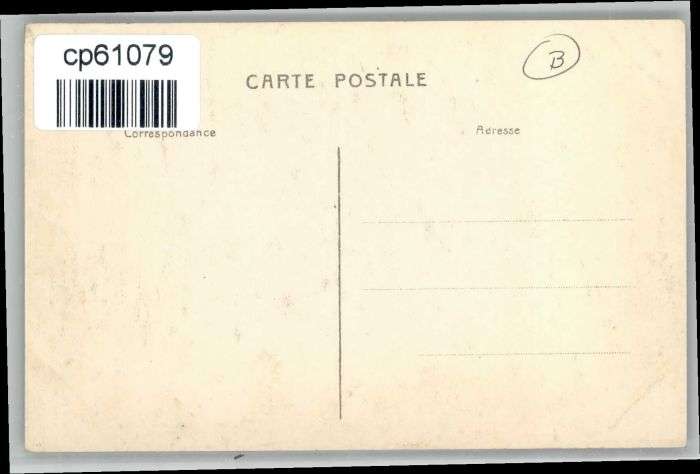 cp61079
B
CARTE POSTALE
Correspondance
Adresse